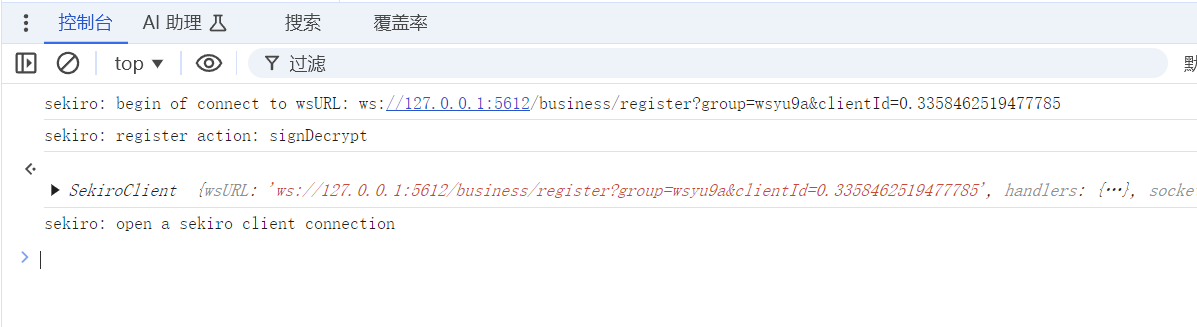 控制台 AI 助理 搜索 覆盖率
top 过滤
sekiro: begin of connect to wsURL: ws://127.0.0.1:5612/business/register?group=wsyu9a&clientId=0.3358462519477785
sekiro: register action: signDecrypt
SekiroClient {wsURL: 'ws://127.0.0.1:5612/business/register?group=wsyu9a&clientId=0.3358462519477785', handlers: {…}, socke
sekiro: open a sekiro client connection